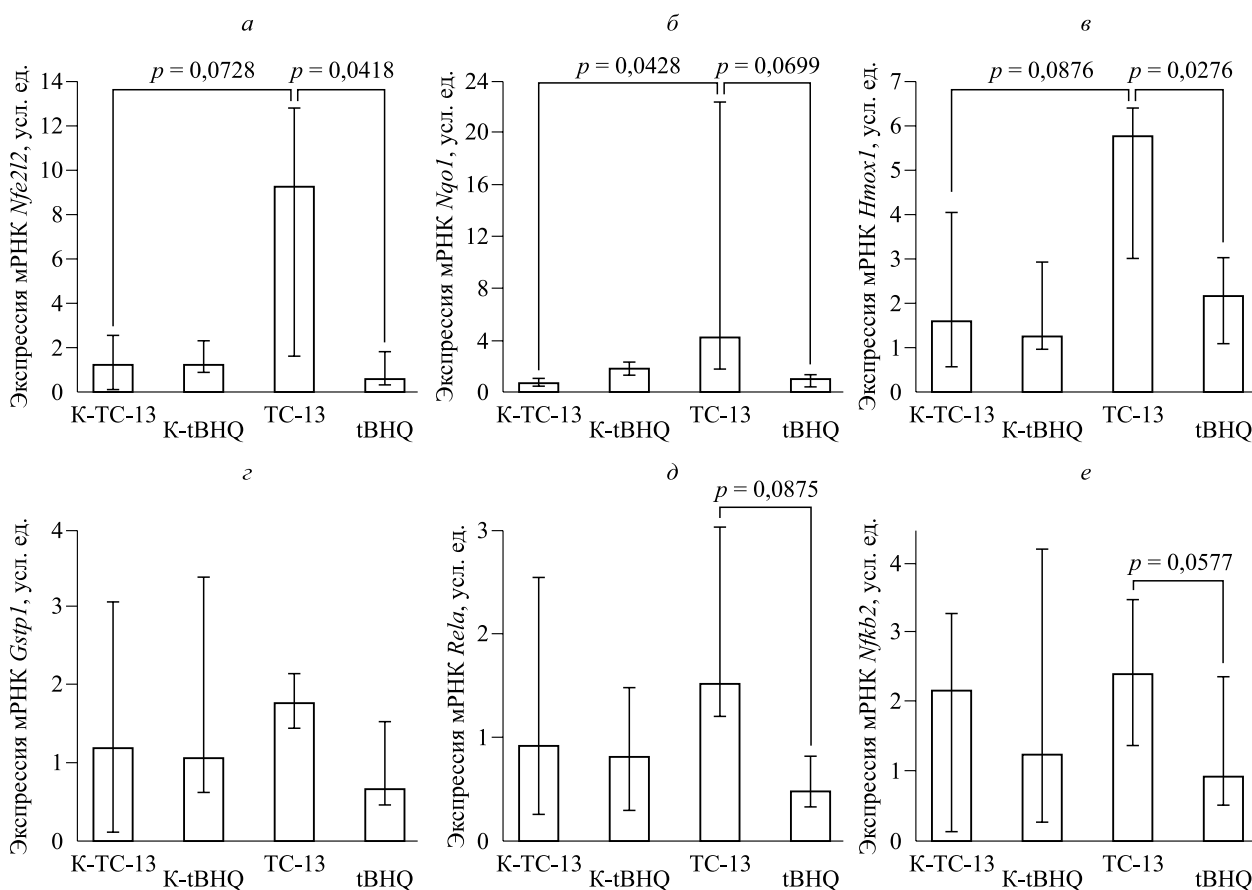 а
Экспрессия мРНК Nfe2l2, усл. ед.
p = 0,0728
p = 0,0418
14
12
10
8
6
4
2
0
К-ТС-13
К-tBHQ
ТС-13
tBHQ
б
Экспрессия мРНК Nqo1, усл. ед.
p = 0,0428
p = 0,0699
24
20
16
12
8
4
0
К-ТС-13
К-tBHQ
ТС-13
tBHQ
в
Экспрессия мРНК Hmox1, усл. ед.
p = 0,0876
p = 0,0276
7
6
5
4
3
2
1
0
К-ТС-13
К-tBHQ
ТС-13
tBHQ
г
Экспрессия мРНК Gstp1, усл. ед.
4
3
2
1
0
К-ТС-13
К-tBHQ
ТС-13
tBHQ
д
Экспрессия мРНК Rela, усл. ед.
p = 0,0875
3
2
1
0
К-ТС-13
К-tBHQ
ТС-13
tBHQ
е
Экспрессия мРНК Nfkb2, усл. ед.
p = 0,0577
4
3
2
1
0
К-ТС-13
К-tBHQ
ТС-13
tBHQ